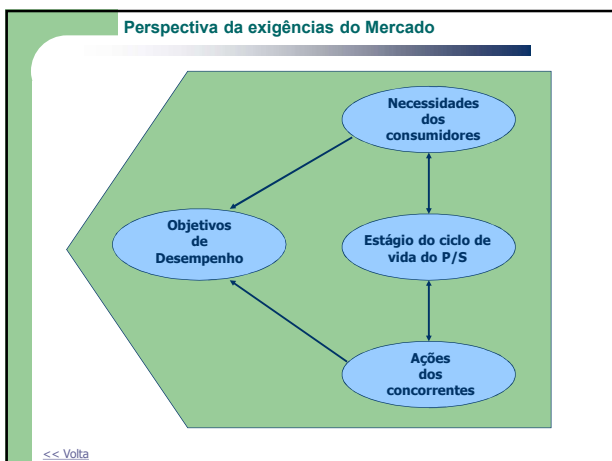 Perspectiva da exigências do Mercado
Necessidades
dos
consumidores
Objetivos
de
Desempenho
Estágio do ciclo de
vida do P/S
Ações
dos
concorrentes
<< Volta